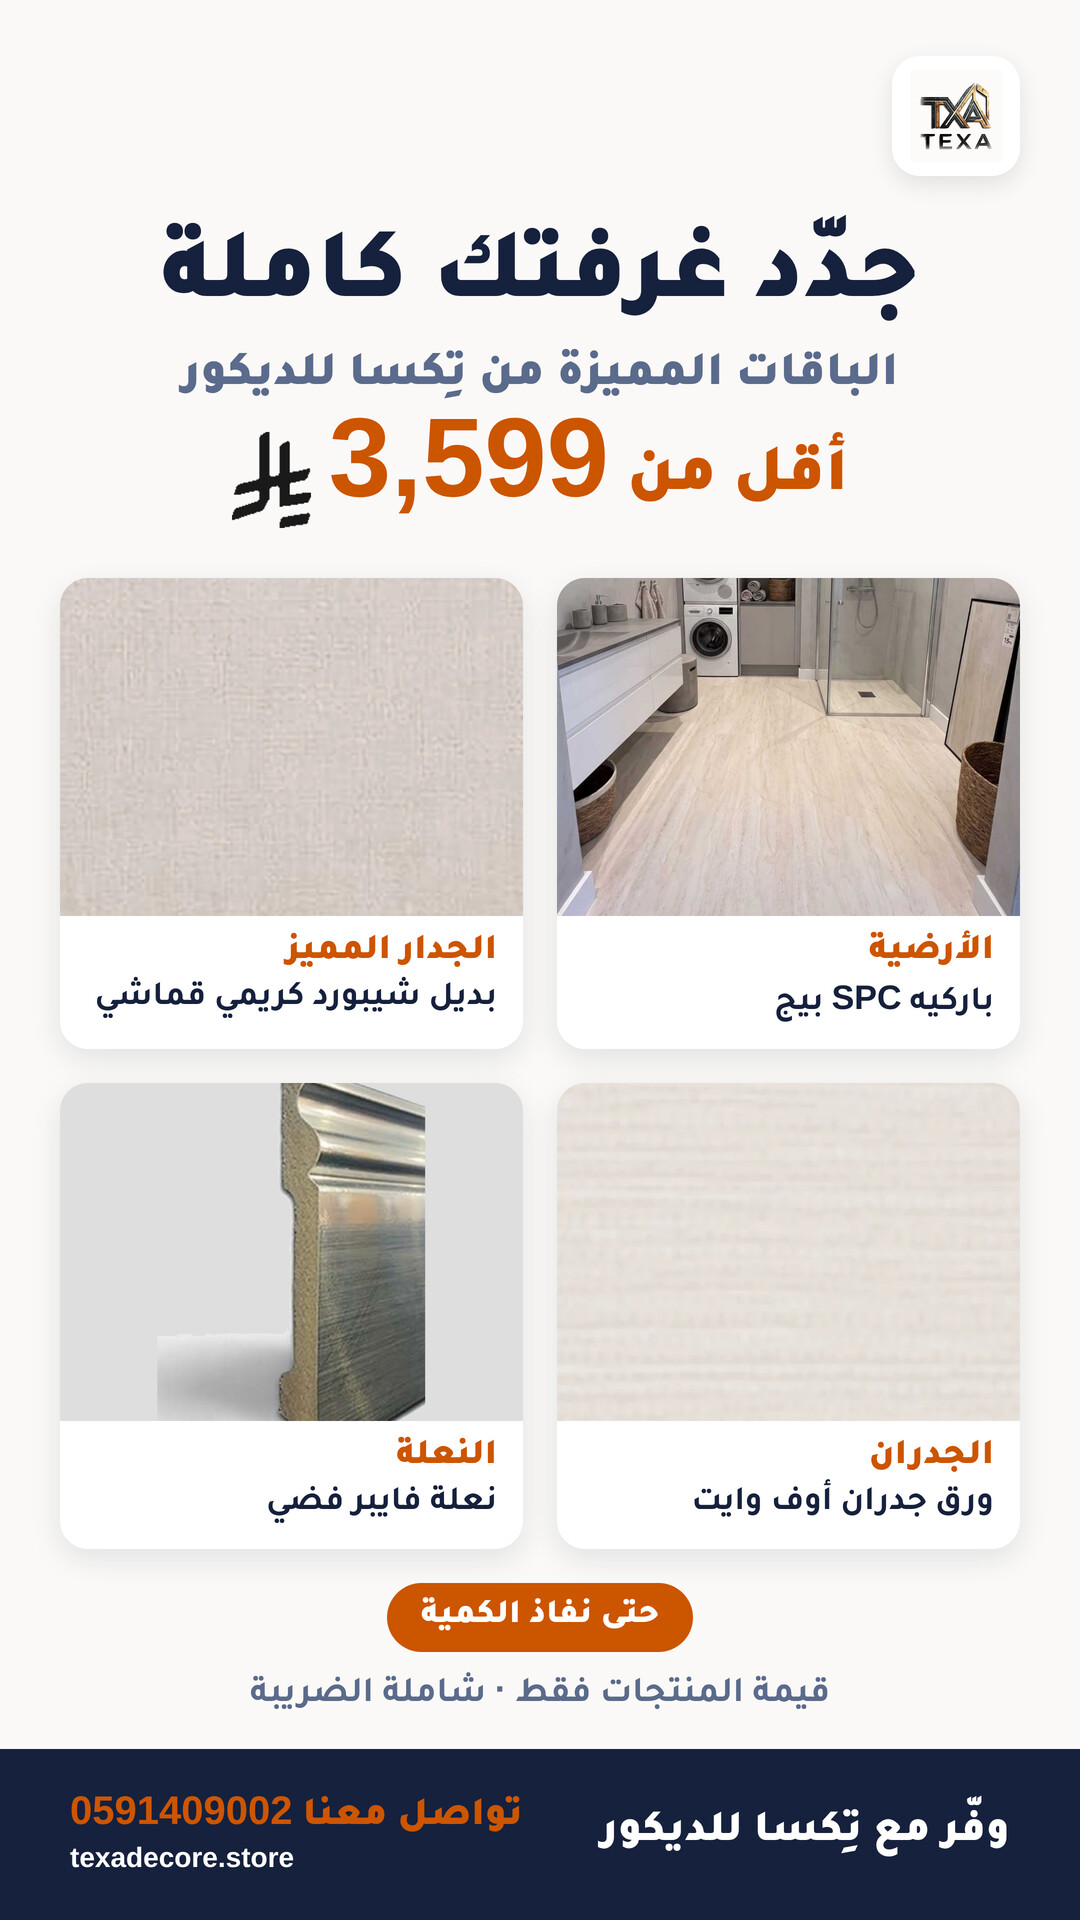 TXA
TEXA
جدّد غرفتك كاملة
الباقات المميزة من تِكسا للديكور
أقل من 3,599 ⃁
الأرضية
باركيه SPC بيج
الجدار المميز
بديل شيبورد كريمي قماشي
الجدران
ورق جدران أوف وايت
النعلة
نعلة فايبر فضي
حتى نفاذ الكمية
قيمة المنتجات فقط · شاملة الضريبة
وفّر مع تِكسا للديكور
تواصل معنا 0591409002
texadecore.store